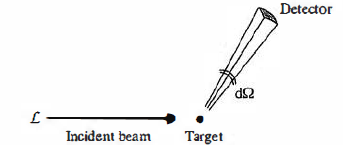 Detector
dΩ
ℒ
Incident beam
Target